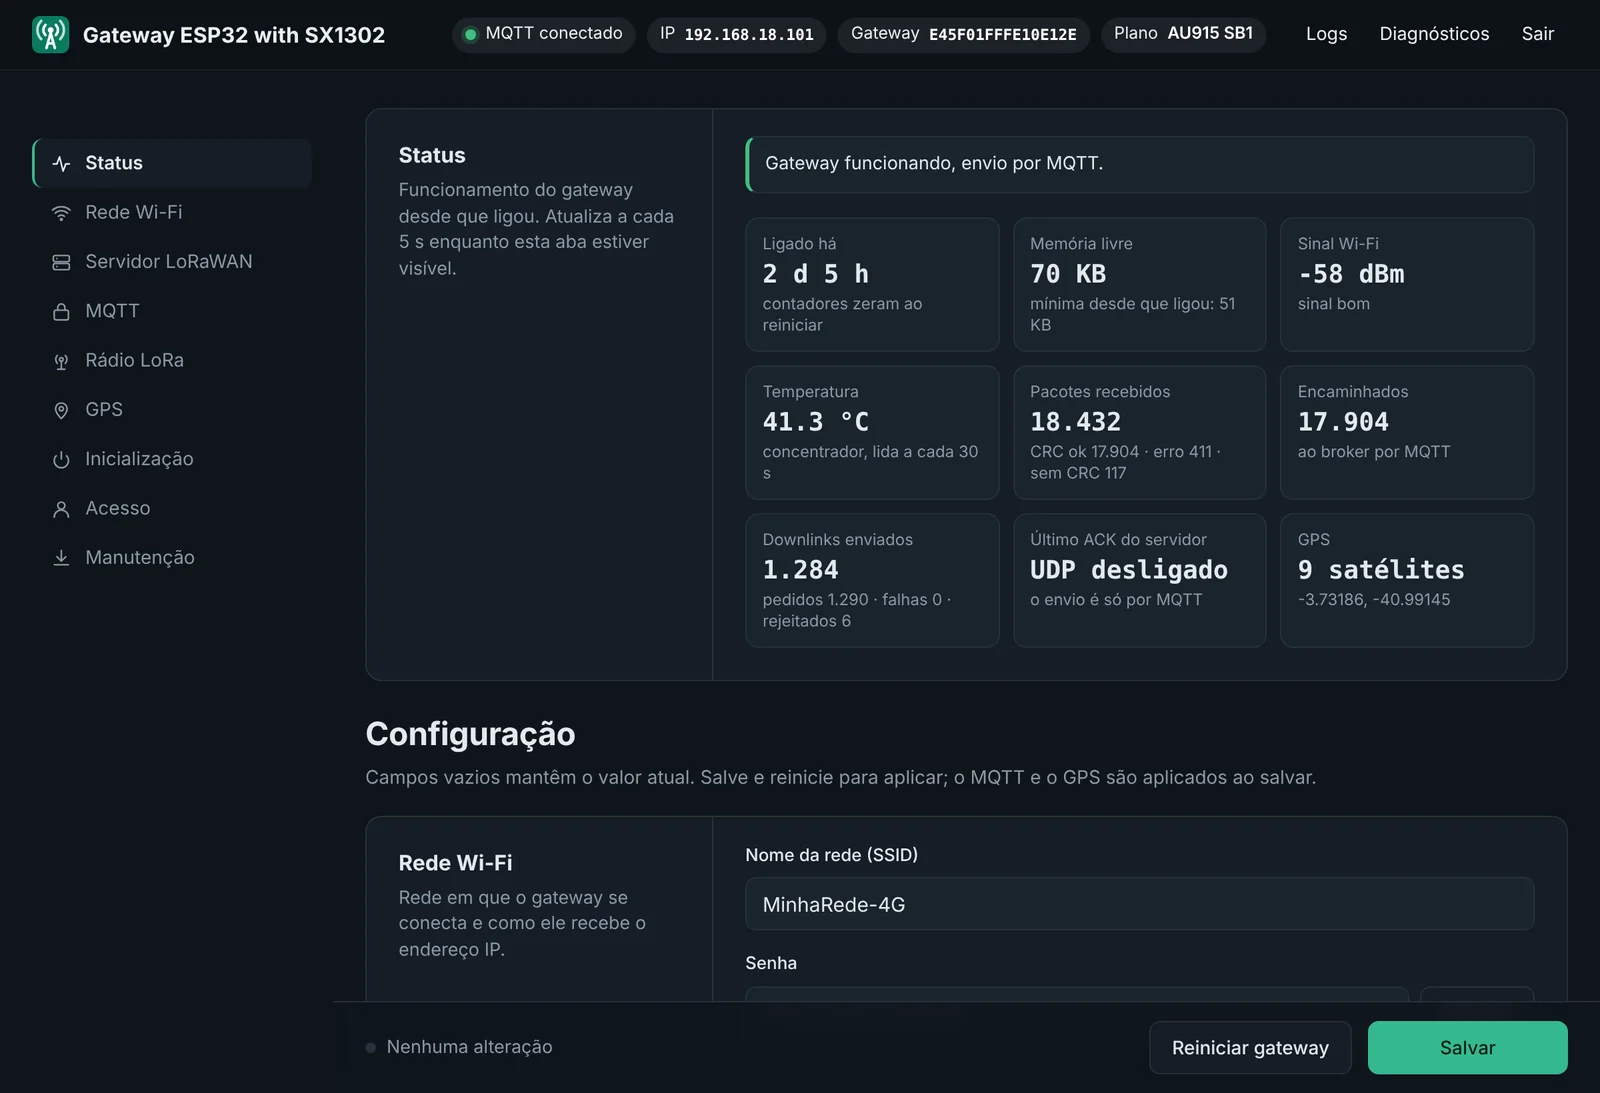 Gateway ESP32 with SX1302
MQTT conectado
IP 192.168.18.101
Gateway E45F01FFFE10E12E
Plano AU915 SB1
Logs
Diagnósticos
Sair
Status
Rede Wi-Fi
Servidor LoRaWAN
MQTT
Rádio LoRa
GPS
Inicialização
Acesso
Manutenção
Status
Funcionamento do gateway
desde que ligou. Atualiza a cada
5 s enquanto esta aba estiver
visível.
Gateway funcionando, envio por MQTT.
Ligado há
2 d 5 h
contadores zeram ao
reiniciar
Memória livre
70 KB
mínima desde que ligou: 51
KB
Sinal Wi-Fi
-58 dBm
sinal bom
Temperatura
41.3 °C
concentrador, lida a cada 30
s
Pacotes recebidos
18.432
CRC ok 17.904 · erro 411 ·
sem CRC 117
Encaminhados
17.904
ao broker por MQTT
Downlinks enviados
1.284
pedidos 1.290 · falhas 0 ·
rejeitados 6
Último ACK do servidor
UDP desligado
o envio é só por MQTT
GPS
9 satélites
-3.73186, -40.99145
Configuração
Campos vazios mantêm o valor atual. Salve e reinicie para aplicar; o MQTT e o GPS são aplicados ao salvar.
Rede Wi-Fi
Rede em que o gateway se
conecta e como ele recebe o
endereço IP.
Nome da rede (SSID)
MinhaRede-4G
Senha
Nenhuma alteração
Reiniciar gateway
Salvar